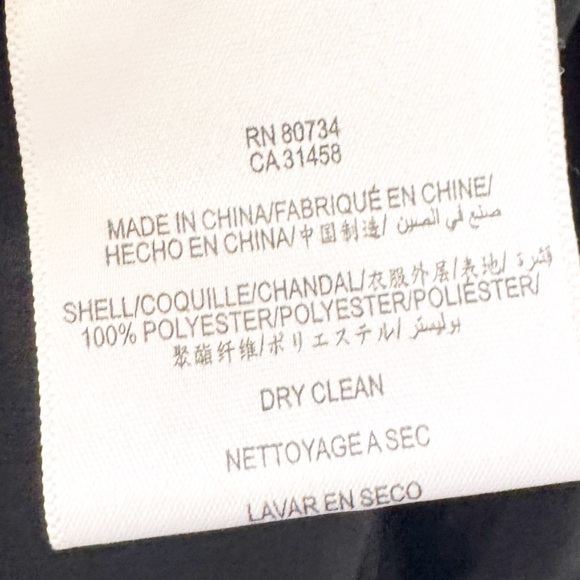 RN 80734
CA 31458
MADE IN CHINA/FABRIQUÉ EN CHINE/
HECHO EN CHINA/中国制造/ صنع في الصين
SHELL/COQUILLE/CHANDAL/衣服外层/表地/ قشرة
100% POLYESTER/POLYESTER/POLIÉSTER/
聚酯纤维/ポリエステル/ بوليستر
DRY CLEAN
NETTOYAGE A SEC
LAVAR EN SECO